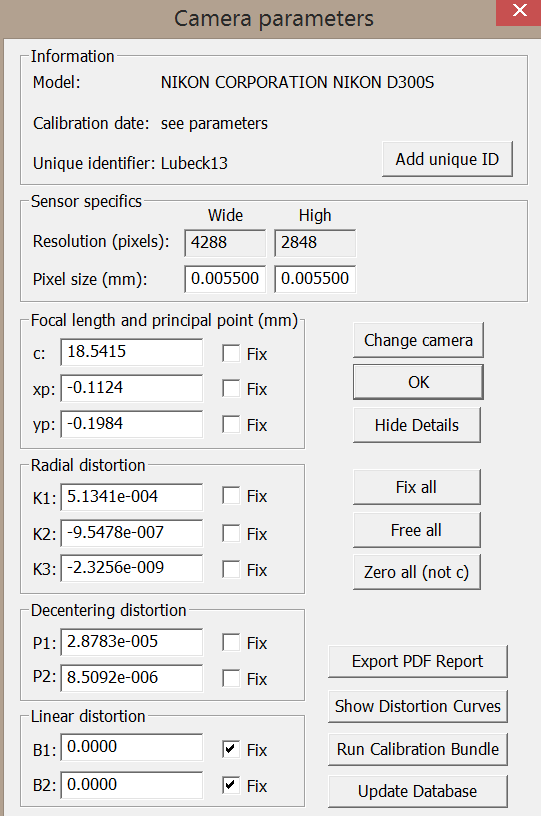 Camera parameters
Information
Model: NIKON CORPORATION NIKON D300S
Calibration date: see parameters
Unique identifier: Lubeck13
Add unique ID
Sensor specifics
Wide High
Resolution (pixels): 4288 2848
Pixel size (mm): 0.005500 0.005500
Focal length and principal point (mm)
c: 18.5415 Fix
xp: -0.1124 Fix
yp: -0.1984 Fix
Change camera
OK
Hide Details
Radial distortion
K1: 5.1341e-004 Fix
K2: -9.5478e-007 Fix
K3: -2.3256e-009 Fix
Fix all
Free all
Zero all (not c)
Decentering distortion
P1: 2.8783e-005 Fix
P2: 8.5092e-006 Fix
Linear distortion
B1: 0.0000 Fix
B2: 0.0000 Fix
Export PDF Report
Show Distortion Curves
Run Calibration Bundle
Update Database